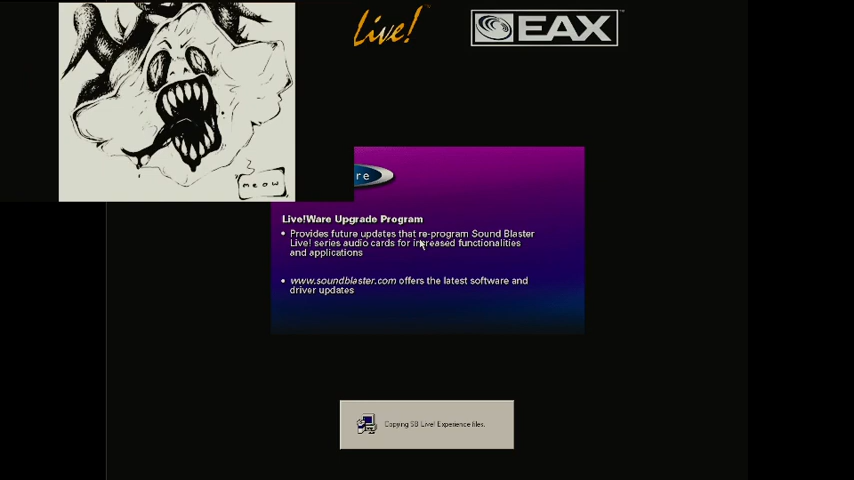 Live!™
EAX™
meow
re
Live!Ware Upgrade Program
• Provides future updates that re-program Sound Blaster
Live! series audio cards for increased functionalities
and applications
• www.soundblaster.com offers the latest software and
driver updates
Copying SB Live! Experience files.